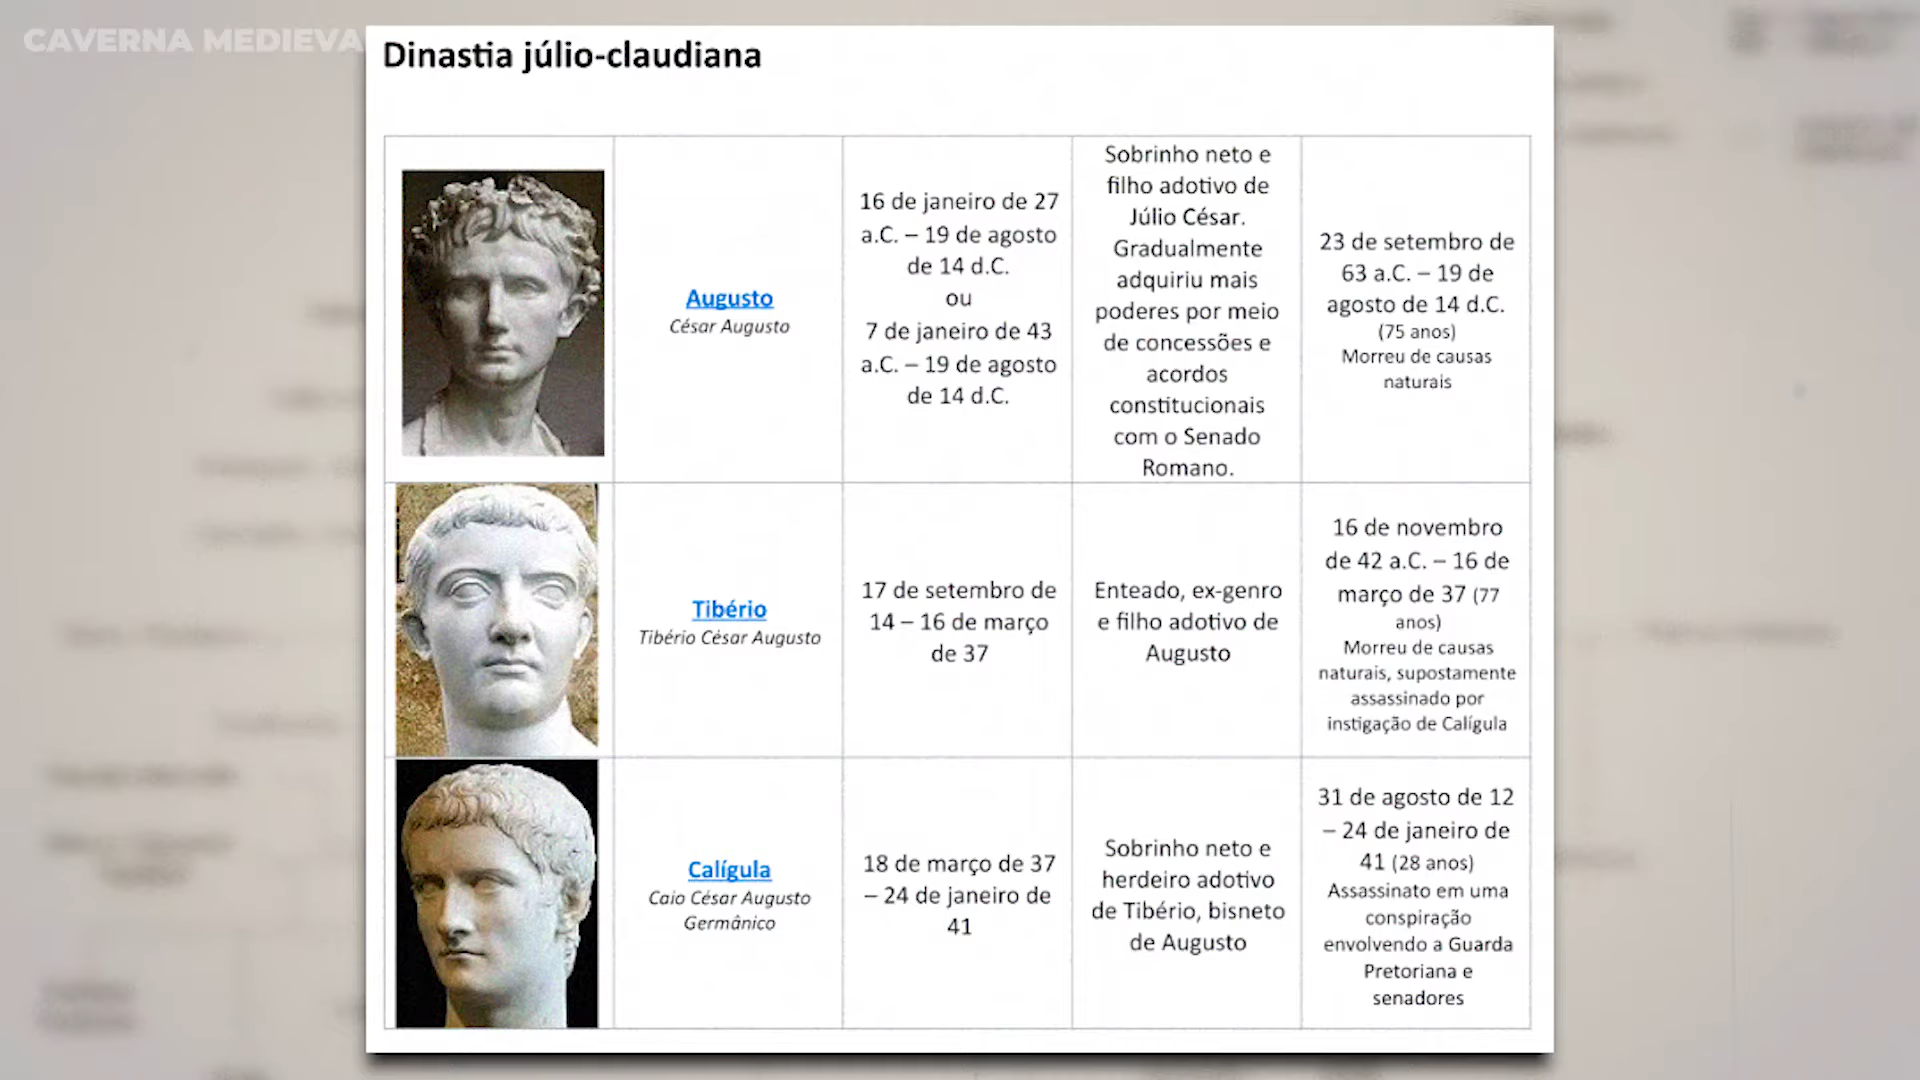 CAVERNA MEDIEVA
Dinastia júlio-claudiana
Augusto
César Augusto
16 de janeiro de 27
a.C. – 19 de agosto
de 14 d.C.
ou
7 de janeiro de 43
a.C. – 19 de agosto
de 14 d.C.
Sobrinho neto e
filho adotivo de
Júlio César.
Gradualmente
adquiriu mais
poderes por meio
de concessões e
acordos
constitucionais
com o Senado
Romano.
23 de setembro de
63 a.C. – 19 de
agosto de 14 d.C.
(75 anos)
Morreu de causas
naturais
Tibério
Tibério César Augusto
17 de setembro de
14 – 16 de março
de 37
Enteado, ex-genro
e filho adotivo de
Augusto
16 de novembro
de 42 a.C. – 16 de
março de 37 (77
anos)
Morreu de causas
naturais, supostamente
assassinado por
instigação de Calígula
Calígula
Caio César Augusto
Germânico
18 de março de 37
– 24 de janeiro de
41
Sobrinho neto e
herdeiro adotivo
de Tibério, bisneto
de Augusto
31 de agosto de 12
– 24 de janeiro de
41 (28 anos)
Assassinato em uma
conspiração
envolvendo a Guarda
Pretoriana e
senadores